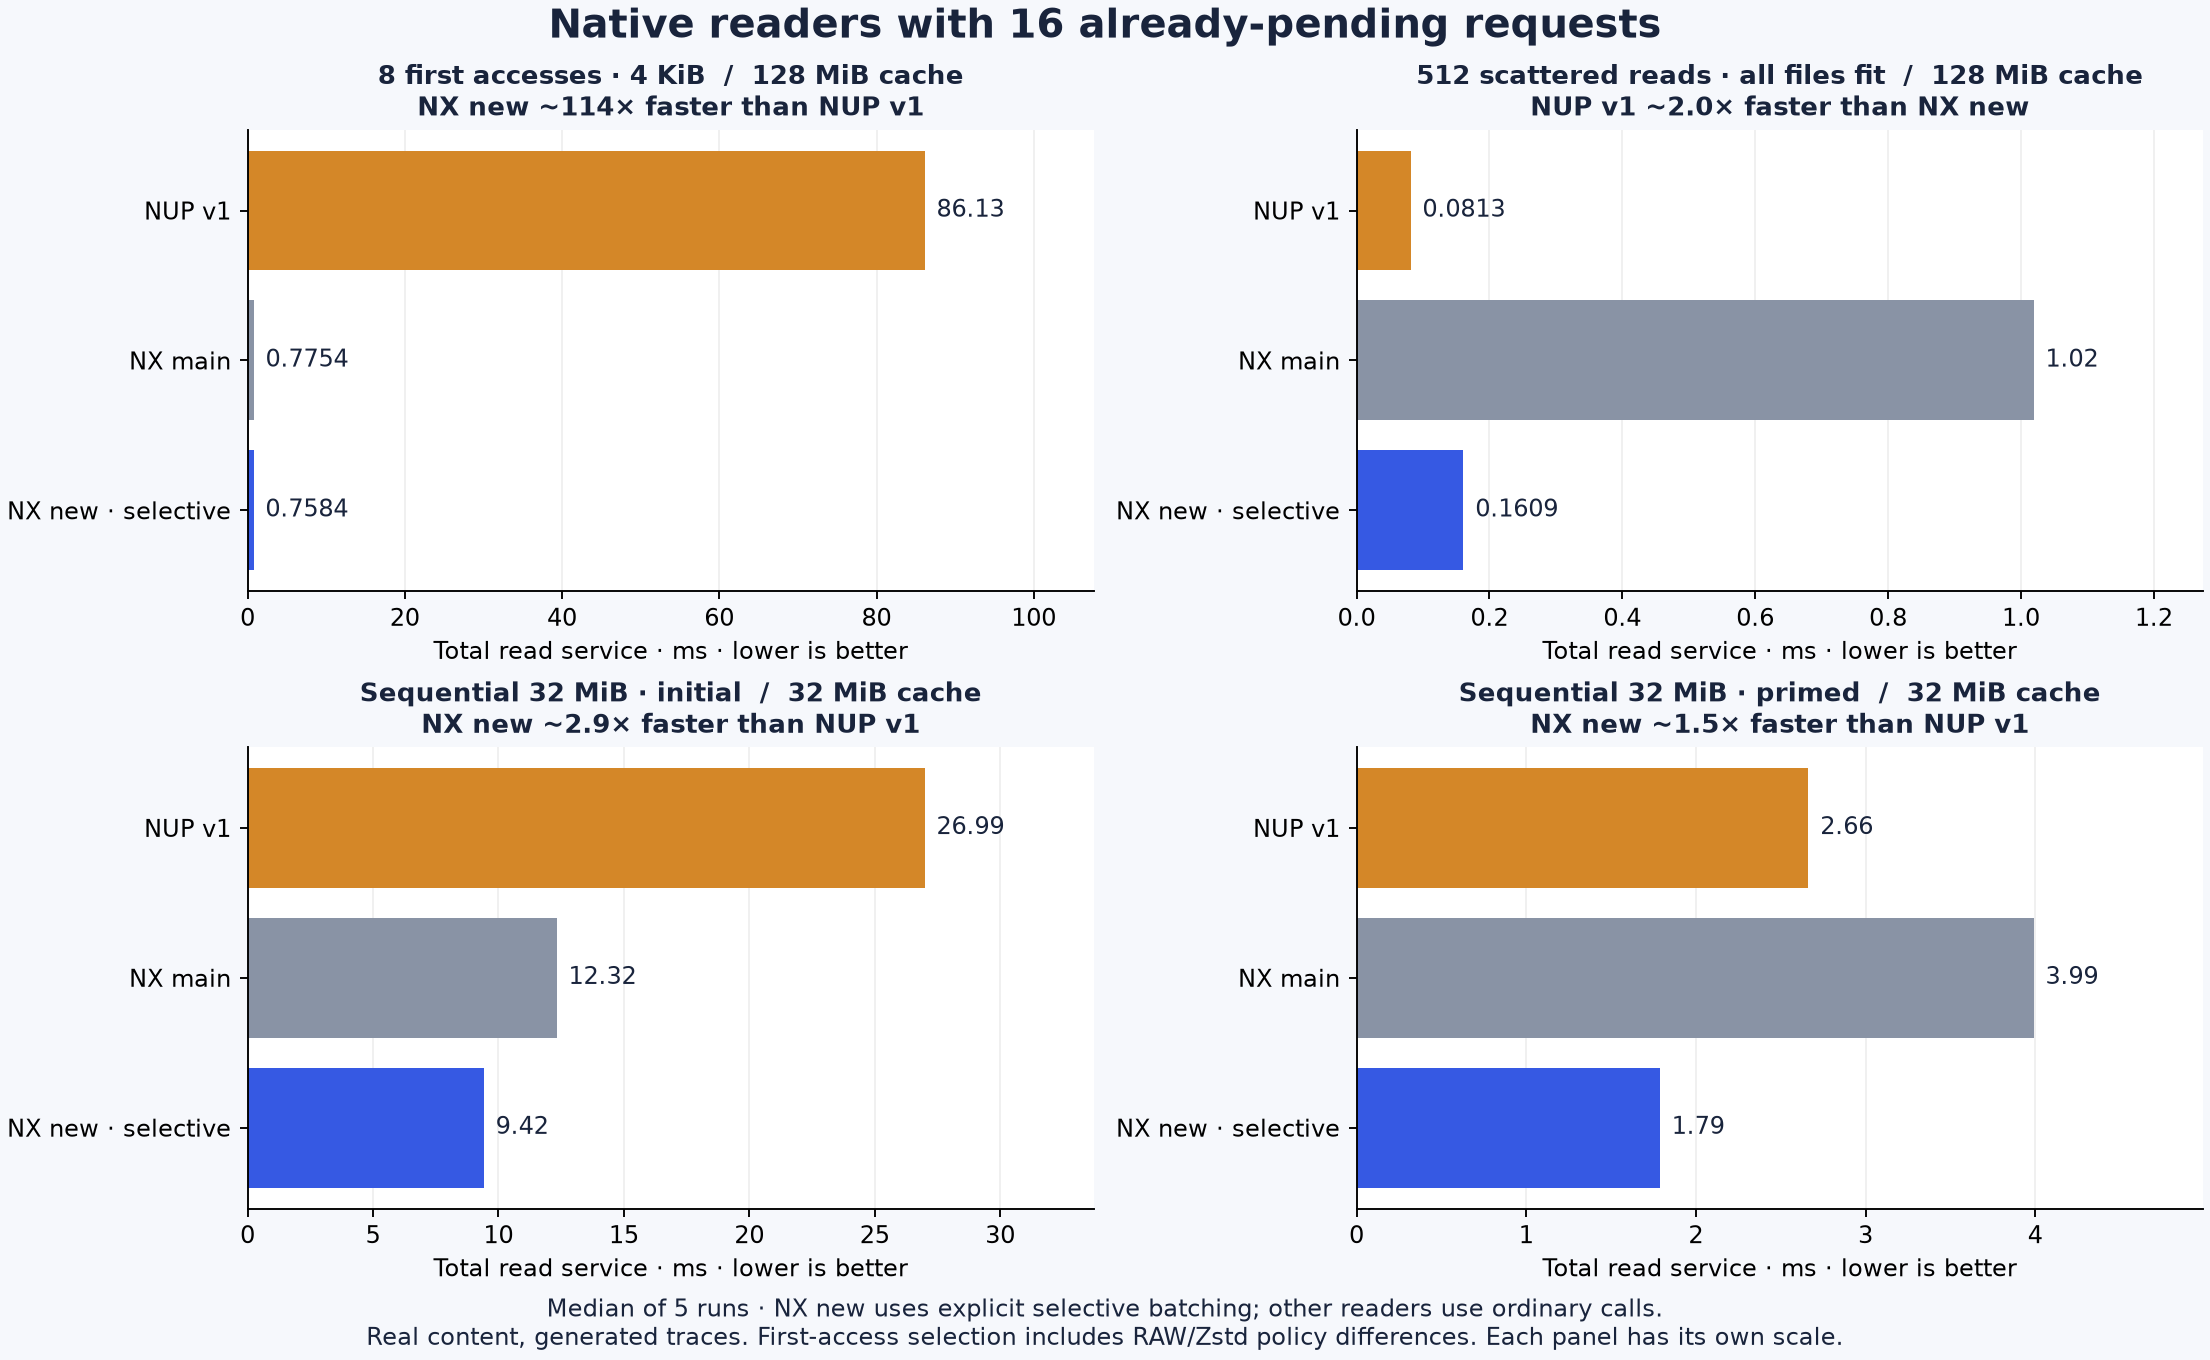 Native readers with 16 already-pending requests
8 first accesses · 4 KiB  /  128 MiB cache
NX new ~114× faster than NUP v1
NUP v1
86.13
NX main
0.7754
NX new · selective
0.7584
0 20 40 60 80 100
Total read service · ms · lower is better
512 scattered reads · all files fit  /  128 MiB cache
NUP v1 ~2.0× faster than NX new
NUP v1
0.0813
NX main
1.02
NX new · selective
0.1609
0.0 0.2 0.4 0.6 0.8 1.0 1.2
Total read service · ms · lower is better
Sequential 32 MiB · initial  /  32 MiB cache
NX new ~2.9× faster than NUP v1
NUP v1
26.99
NX main
12.32
NX new · selective
9.42
0 5 10 15 20 25 30
Total read service · ms · lower is better
Sequential 32 MiB · primed  /  32 MiB cache
NX new ~1.5× faster than NUP v1
NUP v1
2.66
NX main
3.99
NX new · selective
1.79
0 1 2 3 4
Total read service · ms · lower is better
Median of 5 runs · NX new uses explicit selective batching; other readers use ordinary calls.
Real content, generated traces. First-access selection includes RAW/Zstd policy differences. Each panel has its own scale.